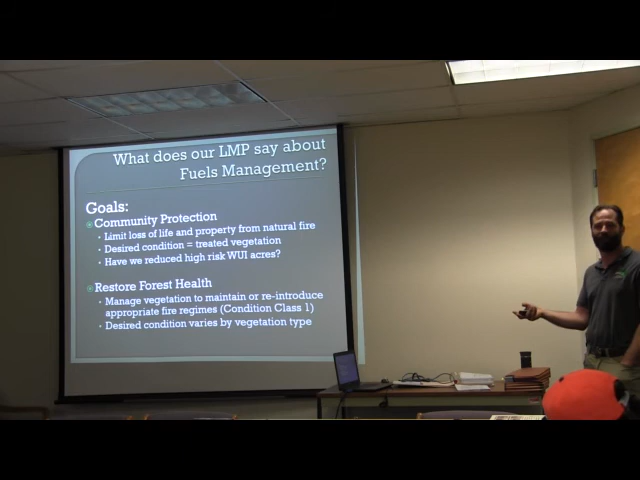 What does our LMP say about
Fuels Management?
Goals:
Community Protection
Limit loss of life and property from natural fire
Desired condition = treated vegetation
Have we reduced high risk WUI acres?
Restore Forest Health
Manage vegetation to maintain or re-introduce
appropriate fire regimes (Condition Class 1)
Desired condition varies by vegetation type